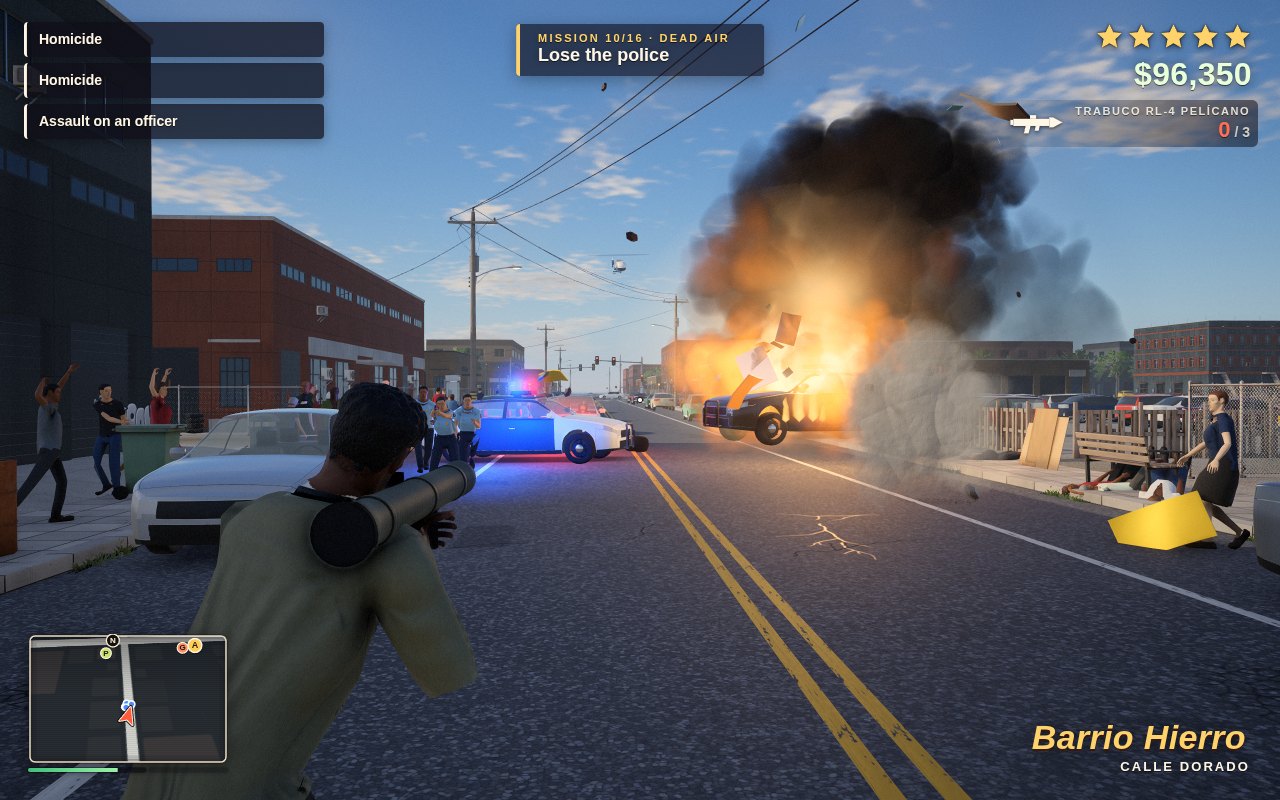 Homicide
Homicide
Assault on an officer
MISSION 10/16 · DEAD AIR
Lose the police
$96,350
TRABUCO RL-4 PELÍCANO
0 / 3
N
P
G
A
Barrio Hierro
CALLE DORADO